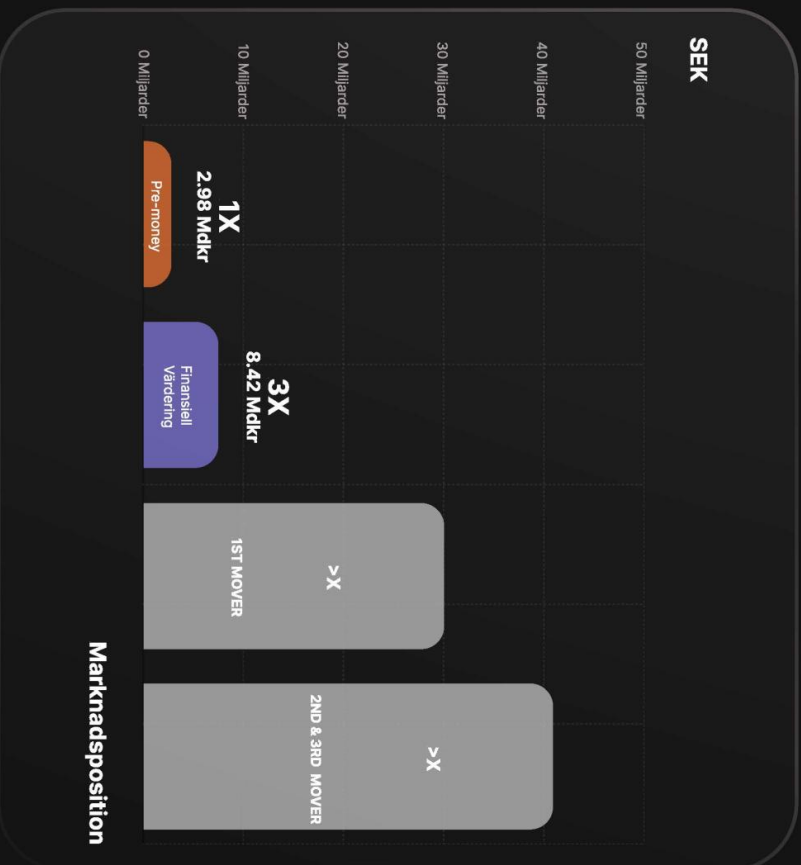 SEK
50 Miljarder
40 Miljarder
30 Miljarder
20 Miljarder
10 Miljarder
0 Miljarder
1X
2.98 Mdkr
Pre-money
3X
8.42 Mdkr
Finansiell
Värdering
>X
1ST MOVER
>X
2ND & 3RD MOVER
Marknadsposition